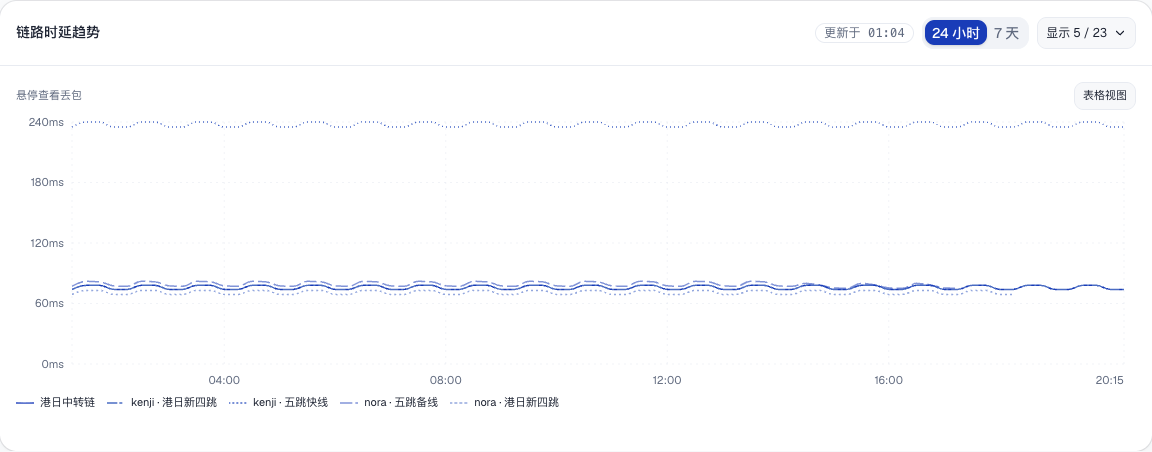 链路时延趋势
更新于 01:04
24 小时
7 天
显示 5 / 23
悬停查看丢包
表格视图
240ms
180ms
120ms
60ms
0ms
04:00
08:00
12:00
16:00
20:15
港日中转链
kenji · 港日新四跳
kenji · 五跳快线
nora · 五跳备线
nora · 港日新四跳